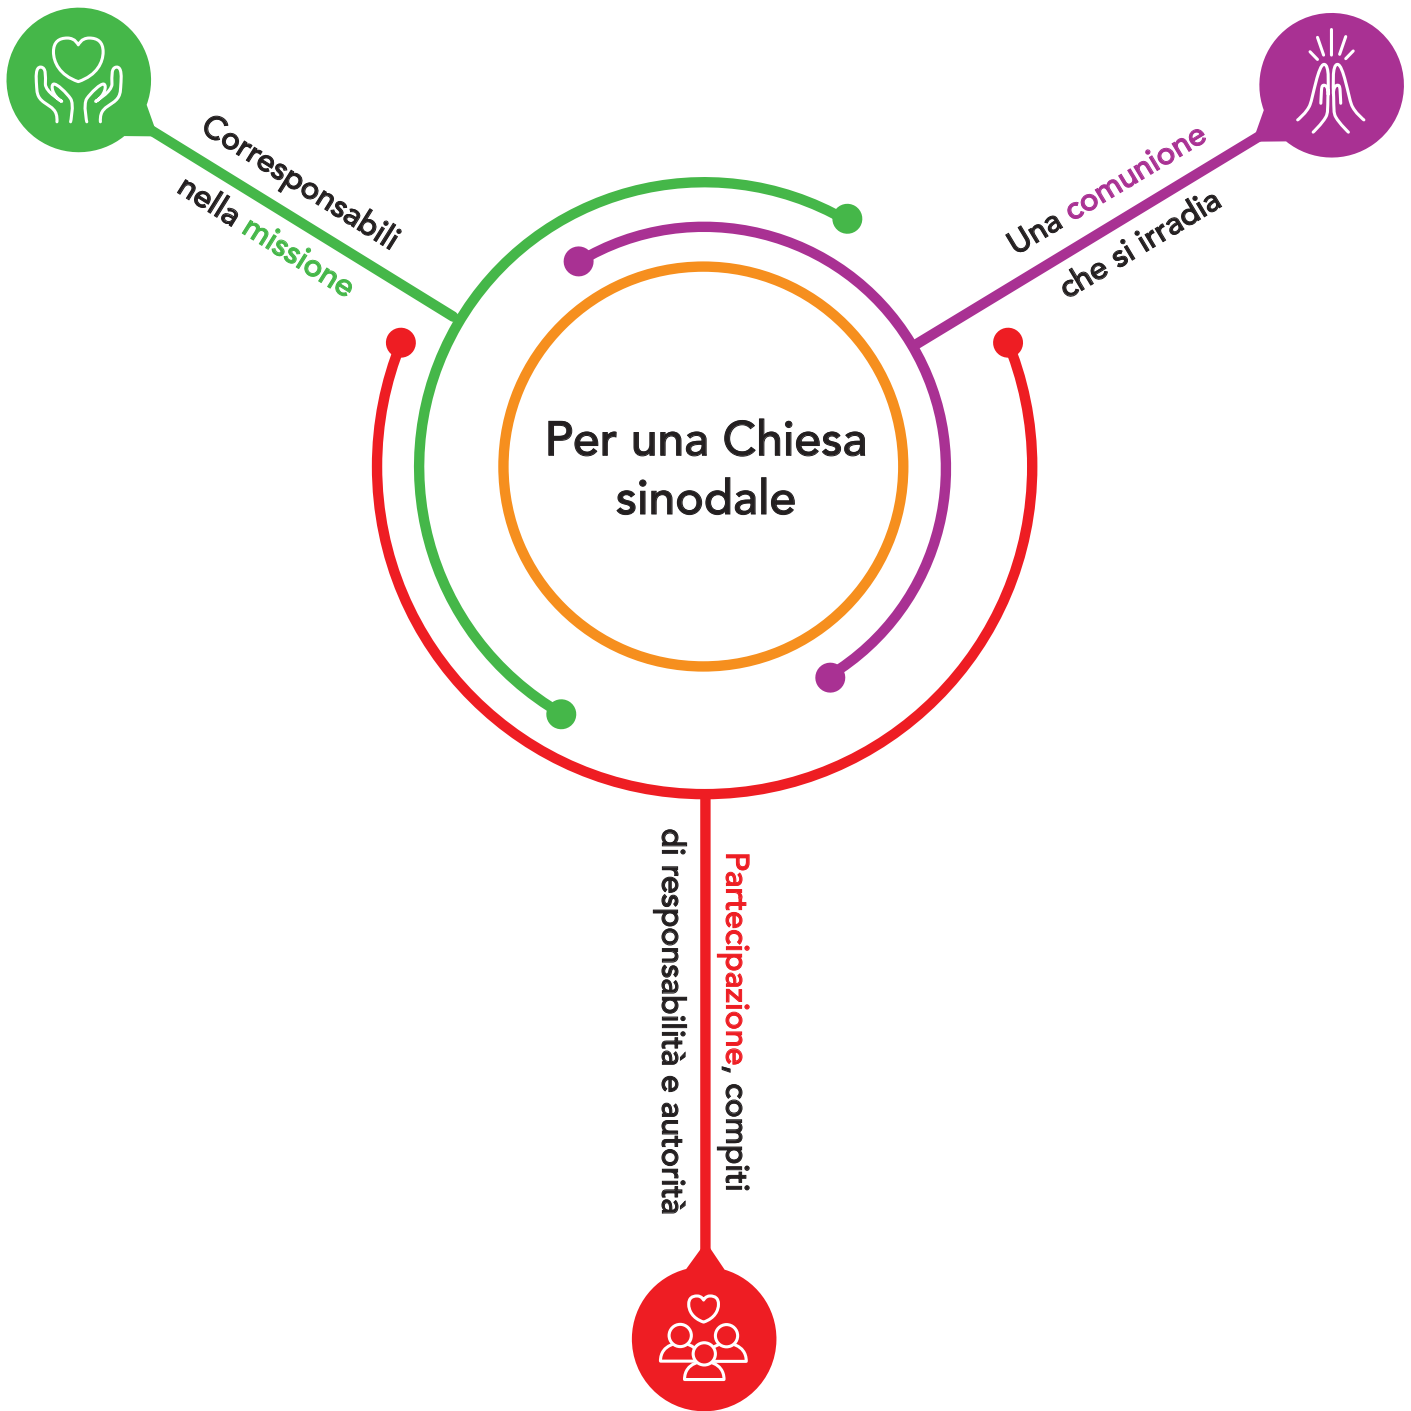 Corresponsabili
nella missione
Una comunione
che si irradia
Per una Chiesa
sinodale
Partecipazione, compiti
di responsabilità e autorità